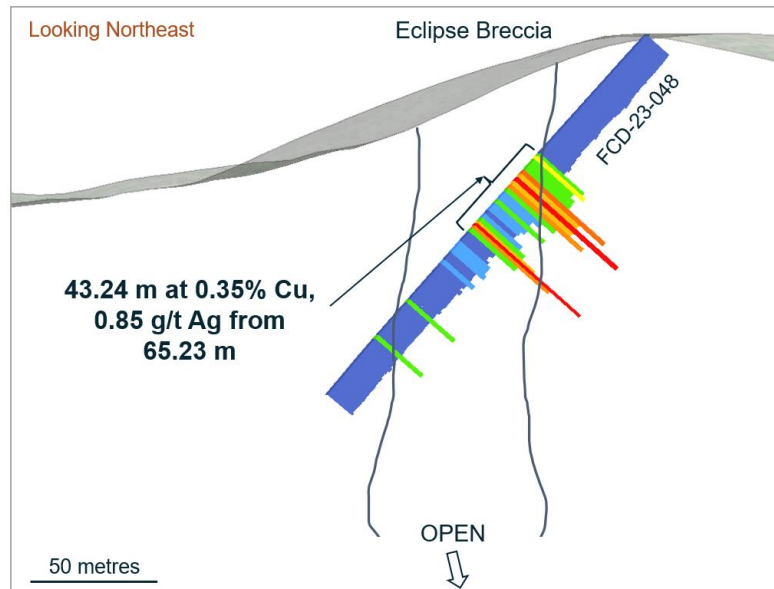 Looking Northeast
Eclipse Breccia
FCD-23-048
43.24 m at 0.35% Cu,
0.85 g/t Ag from
65.23 m
OPEN
50 metres